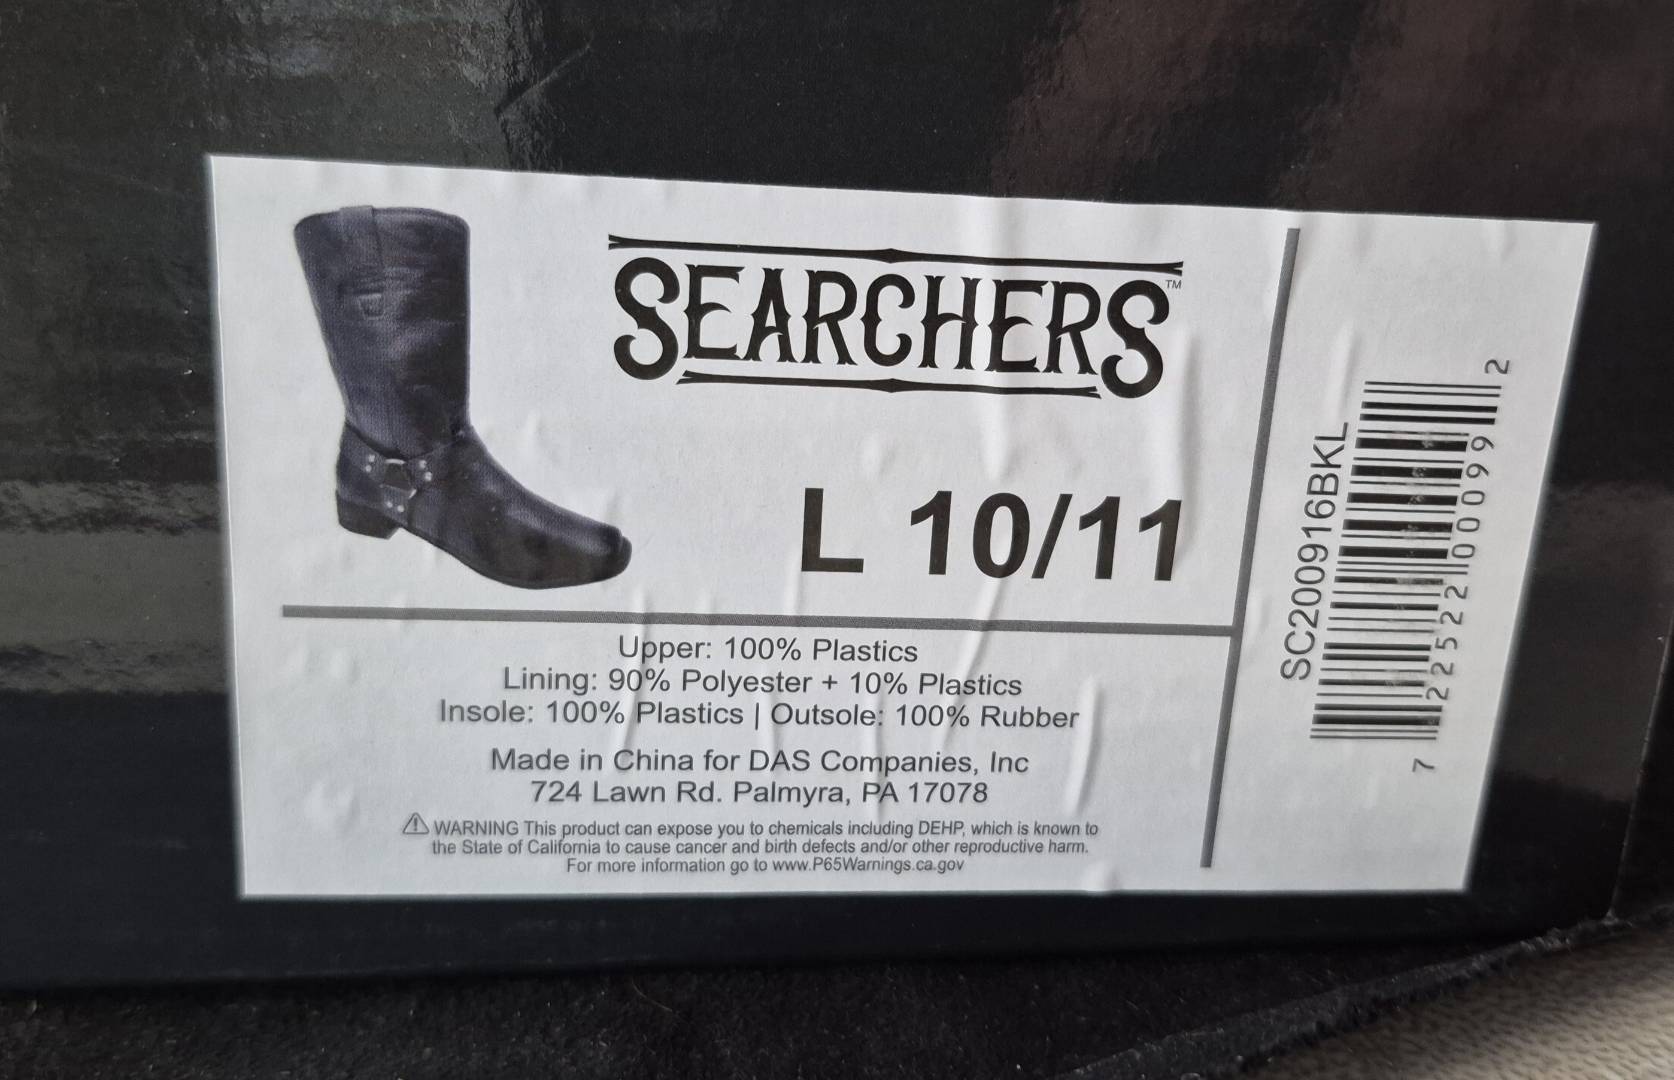 SEARCHERS™
L 10/11
Upper: 100% Plastics
Lining: 90% Polyester + 10% Plastics
Insole: 100% Plastics | Outsole: 100% Rubber
Made in China for DAS Companies, Inc
724 Lawn Rd. Palmyra, PA 17078
⚠ WARNING This product can expose you to chemicals including DEHP, which is known to
the State of California to cause cancer and birth defects and/or other reproductive harm.
For more information go to www.P65Warnings.ca.gov
SC200916BKL
7 22522 00099 2